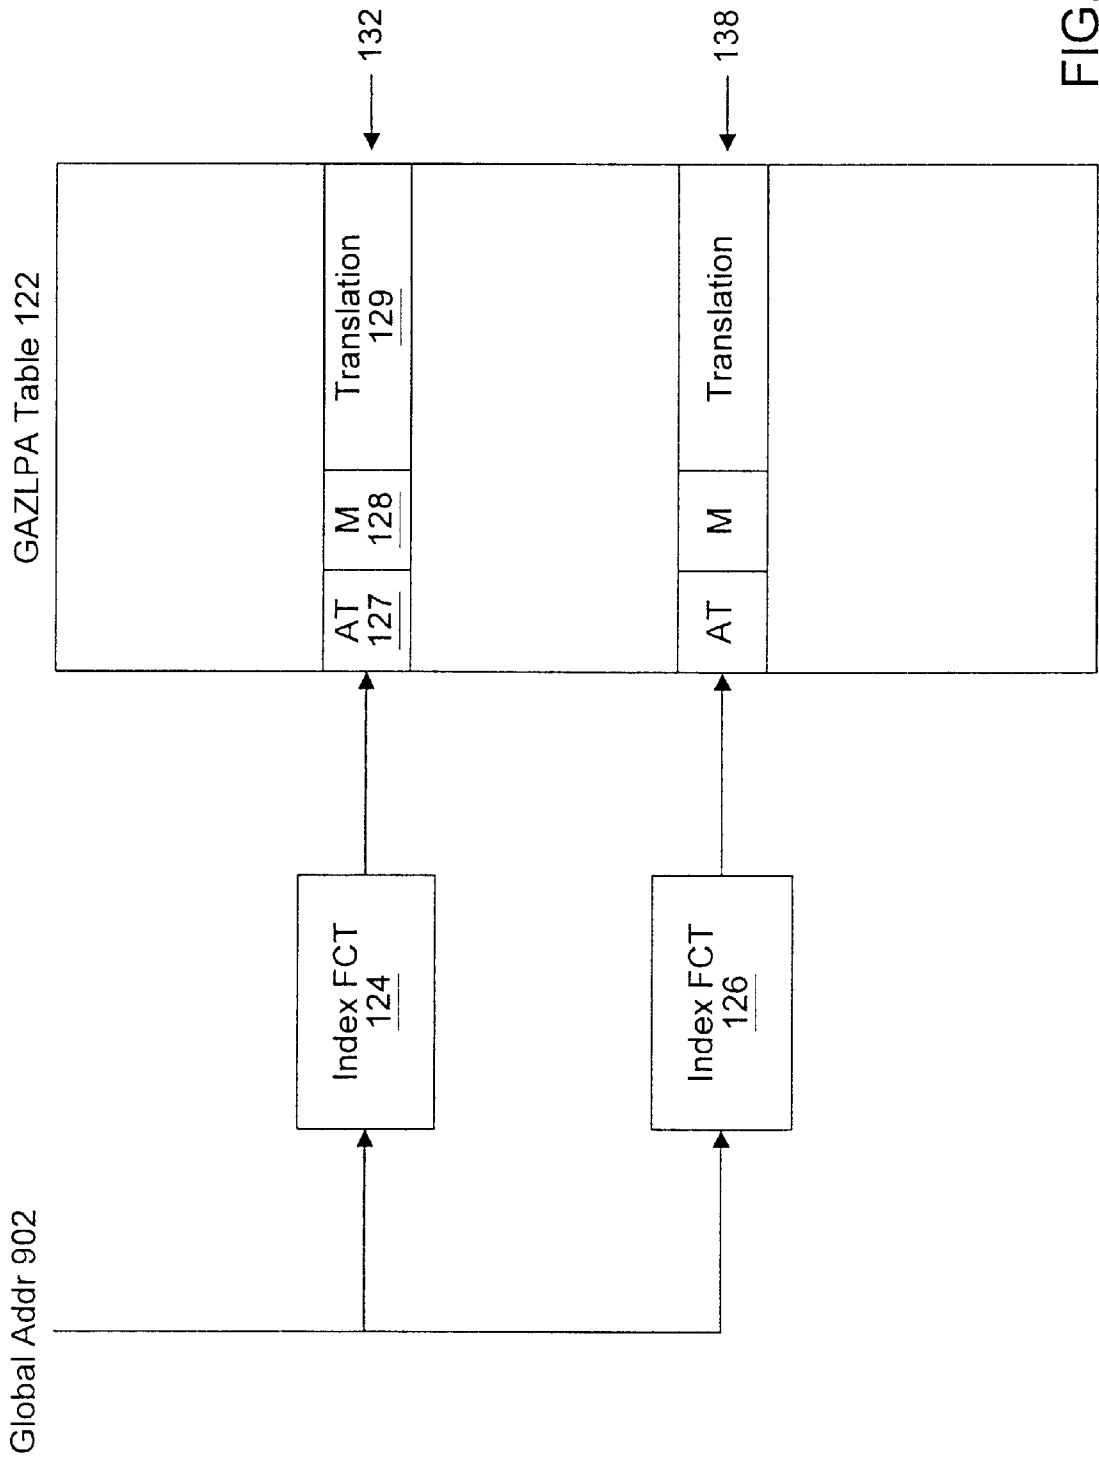 Global Addr 902
GAZLPA Table 122
Index FCT
124
AT
127
M
128
Translation
129
132
Index FCT
126
AT
M
Translation
138
FIG.